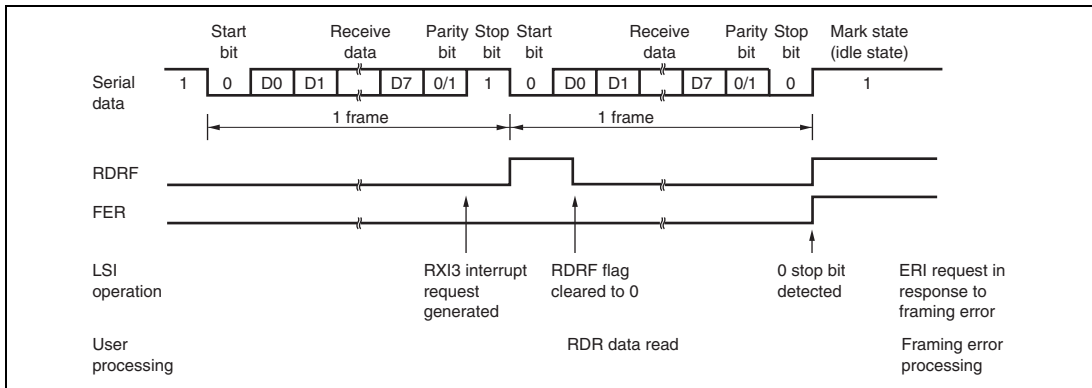 Start bit Receive data Parity bit Stop bit Start bit Receive data Parity bit Stop bit Mark state (idle state)
Serial data 1 0 D0 D1 D7 0/1 1 0 D0 D1 D7 0/1 0 1
1 frame 1 frame
RDRF
FER
LSI operation
RXI3 interrupt request generated
RDRF flag cleared to 0
0 stop bit detected
ERI request in response to framing error
User processing
RDR data read
Framing error processing